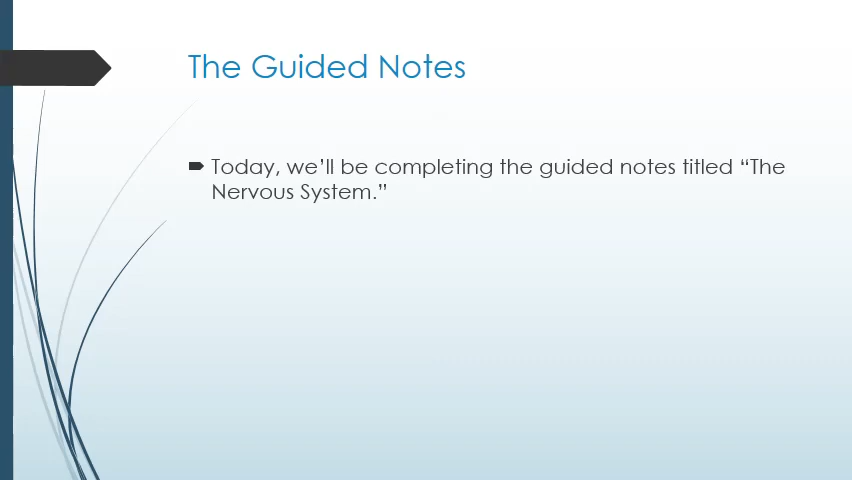 The Guided Notes
Today, we’ll be completing the guided notes titled “The
Nervous System.”